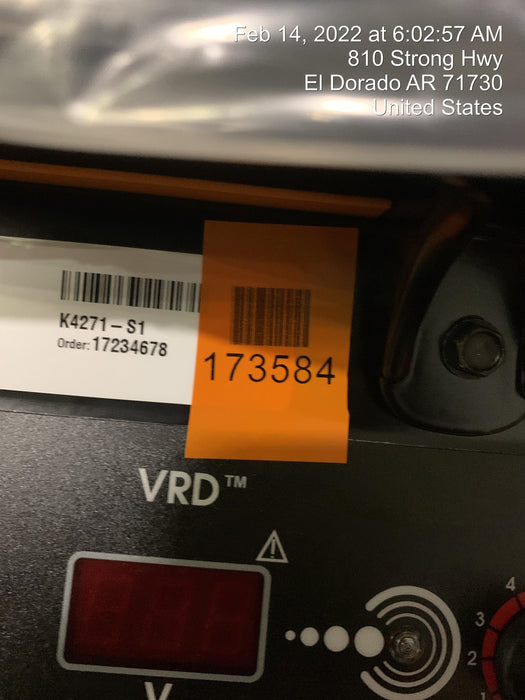 Feb 14, 2022 at 6:02:57 AM
810 Strong Hwy
El Dorado AR 71730
United States
K4271-S1
Order: 17234678
173584
VRD™
V
4
3
2